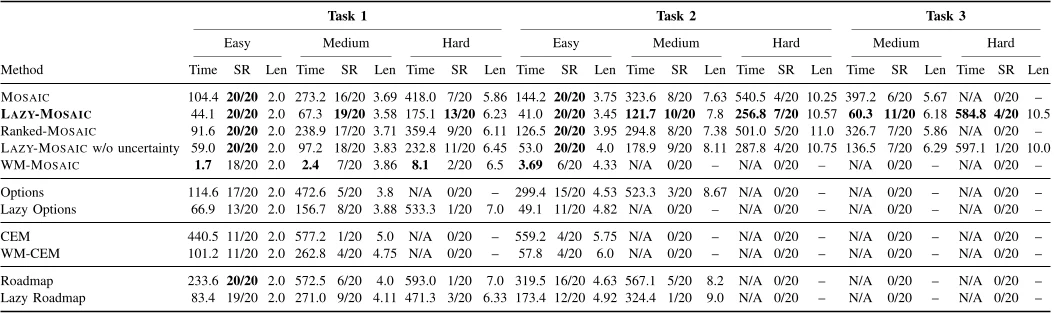 Task 1 Task 2 Task 3
Easy Medium Hard Easy Medium Hard Medium Hard
Method Time SR Len Time SR Len Time SR Len Time SR Len Time SR Len Time SR Len Time SR Len Time SR Len
MOSAIC 104.4 20/20 2.0 273.2 16/20 3.69 418.0 7/20 5.86 144.2 20/20 3.75 323.6 8/20 7.63 540.5 4/20 10.25 397.2 6/20 5.67 N/A 0/20 –
LAZY-MOSAIC 44.1 20/20 2.0 67.3 19/20 3.58 175.1 13/20 6.23 41.0 20/20 3.45 121.7 10/20 7.8 256.8 7/20 10.57 60.3 11/20 6.18 584.8 4/20 10.5
Ranked-MOSAIC 91.6 20/20 2.0 238.9 17/20 3.71 359.4 9/20 6.11 126.5 20/20 3.95 294.8 8/20 7.38 501.0 5/20 11.0 326.7 7/20 5.86 N/A 0/20 –
LAZY-MOSAIC w/o uncertainty 59.0 20/20 2.0 97.2 18/20 3.83 232.8 11/20 6.45 53.0 20/20 4.0 178.9 9/20 8.11 287.8 4/20 10.75 136.5 7/20 6.29 597.1 1/20 10.0
WM-MOSAIC 1.7 18/20 2.0 2.4 7/20 3.86 8.1 2/20 6.5 3.69 6/20 4.33 N/A 0/20 – N/A 0/20 – N/A 0/20 – N/A 0/20 –
Options 114.6 17/20 2.0 472.6 5/20 3.8 N/A 0/20 – 299.4 15/20 4.53 523.3 3/20 8.67 N/A 0/20 – N/A 0/20 – N/A 0/20 –
Lazy Options 66.9 13/20 2.0 156.7 8/20 3.88 533.3 1/20 7.0 49.1 11/20 4.82 N/A 0/20 – N/A 0/20 – N/A 0/20 – N/A 0/20 –
CEM 440.5 11/20 2.0 577.2 1/20 5.0 N/A 0/20 – 559.2 4/20 5.75 N/A 0/20 – N/A 0/20 – N/A 0/20 – N/A 0/20 –
WM-CEM 101.2 11/20 2.0 262.8 4/20 4.75 N/A 0/20 – 57.8 4/20 6.0 N/A 0/20 – N/A 0/20 – N/A 0/20 – N/A 0/20 –
Roadmap 233.6 20/20 2.0 572.5 6/20 4.0 593.0 1/20 7.0 319.5 16/20 4.63 567.1 5/20 8.2 N/A 0/20 – N/A 0/20 – N/A 0/20 –
Lazy Roadmap 83.4 19/20 2.0 271.0 9/20 4.11 471.3 3/20 6.33 173.4 12/20 4.92 324.4 1/20 9.0 N/A 0/20 – N/A 0/20 – N/A 0/20 –